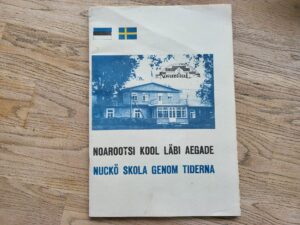 NOAROOTSI KOOL LÄBI AEGADE
NUCKÖ SKOLA GENOM TIDERNA